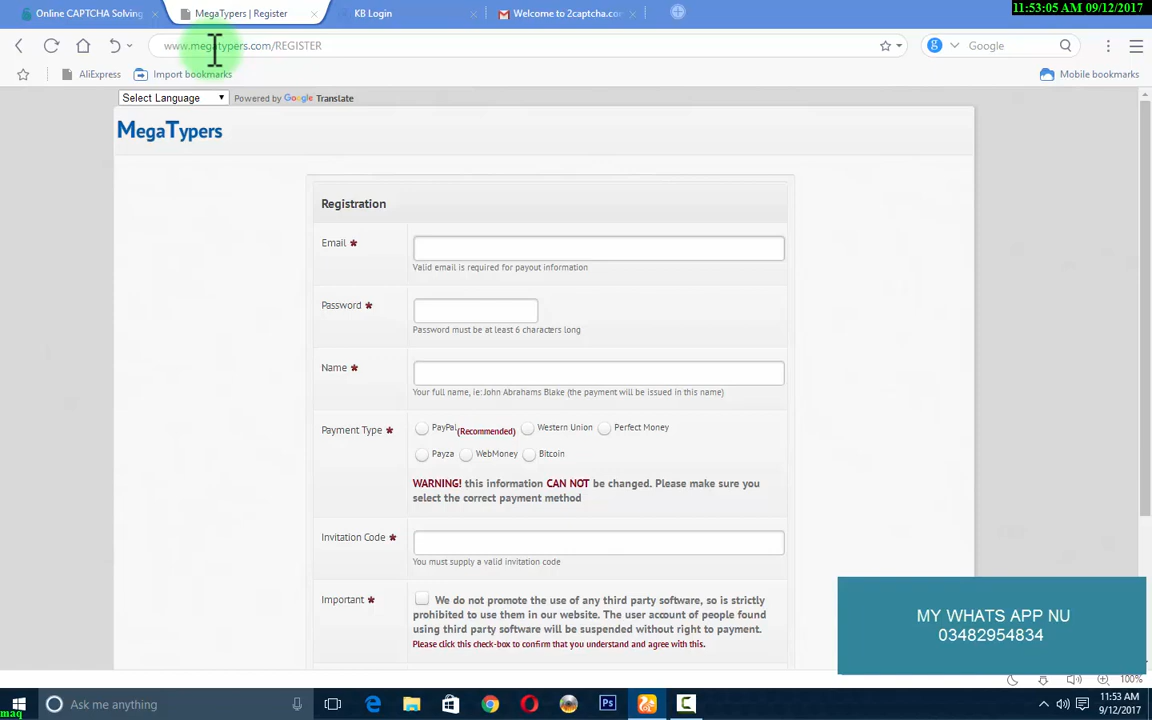 11:53:05 AM 09/12/2017
Online CAPTCHA Solving
MegaTypers | Register
KB Login
Welcome to 2captcha.co
www.megatypers.com/REGISTER
Google
AliExpress
Import bookmarks
Mobile bookmarks
Select Language
Powered by Google Translate
MegaTypers
Registration
Email *
Valid email is required for payout information
Password *
Password must be at least 6 characters long
Name *
Your full name, ie: John Abrahams Blake (the payment will be issued in this name)
Payment Type *
PayPal (Recommended) Western Union Perfect Money
Payza WebMoney Bitcoin
WARNING! this information CAN NOT be changed. Please make sure you
select the correct payment method
Invitation Code *
You must supply a valid invitation code
Important *
We do not promote the use of any third party software, so is strictly
prohibited to use them in our website. The user account of people found
using third party software will be suspended without right to payment.
Please click this check-box to confirm that you understand and agree with this.
MY WHATS APP NU
03482954834
100%
Ask me anything
Ps
11:53 AM
9/12/2017
maq